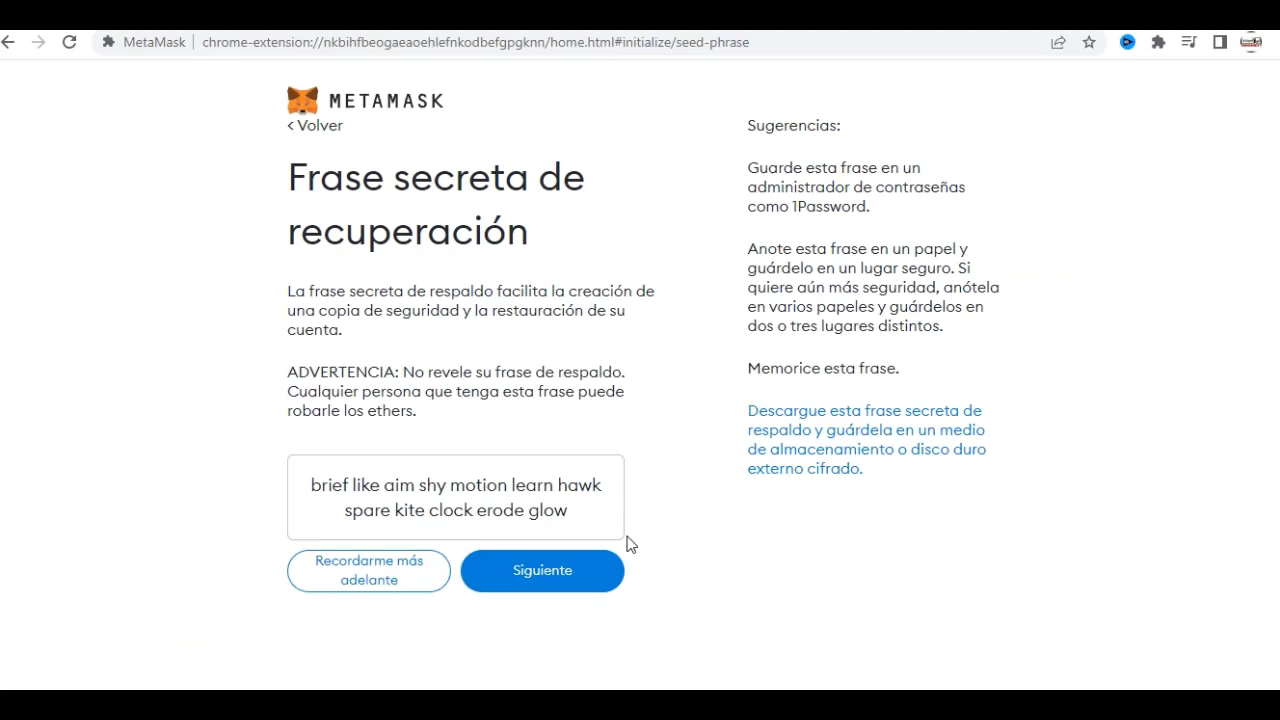 MetaMask
chrome-extension://nkbihfbeogaeaoehlefnkodbefgpgknn/home.html#initialize/seed-phrase
METAMASK
< Volver
Frase secreta de
recuperación
La frase secreta de respaldo facilita la creación de
una copia de seguridad y la restauración de su
cuenta.
ADVERTENCIA: No revele su frase de respaldo.
Cualquier persona que tenga esta frase puede
robarle los ethers.
brief like aim shy motion learn hawk
spare kite clock erode glow
Recordarme más
adelante
Siguiente
Sugerencias:
Guarde esta frase en un
administrador de contraseñas
como 1Password.
Anote esta frase en un papel y
guárdelo en un lugar seguro. Si
quiere aún más seguridad, anótela
en varios papeles y guárdelos en
dos o tres lugares distintos.
Memorice esta frase.
Descargue esta frase secreta de
respaldo y guárdela en un medio
de almacenamiento o disco duro
externo cifrado.